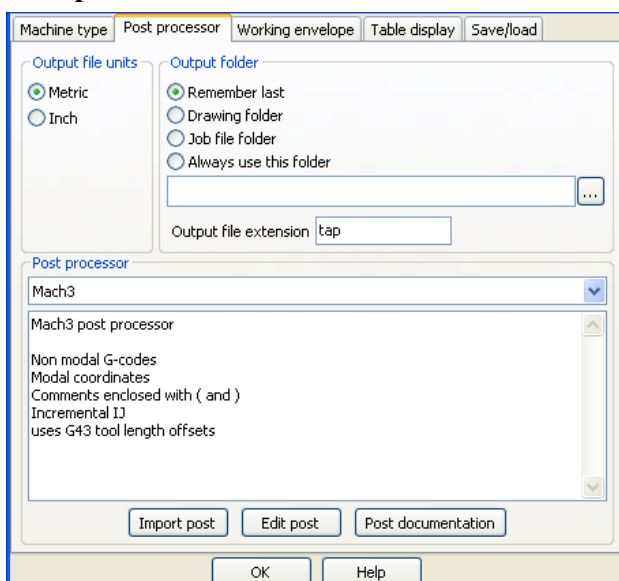 Machine type Post processor Working envelope Table display Save/load
Output file units
Metric
Inch
Output folder
Remember last
Drawing folder
Job file folder
Always use this folder
...
Output file extension tap
Post processor
Mach3
Mach3 post processor
Non modal G-codes
Modal coordinates
Comments enclosed with ( and )
Incremental IJ
uses G43 tool length offsets
Import post Edit post Post documentation
OK Help